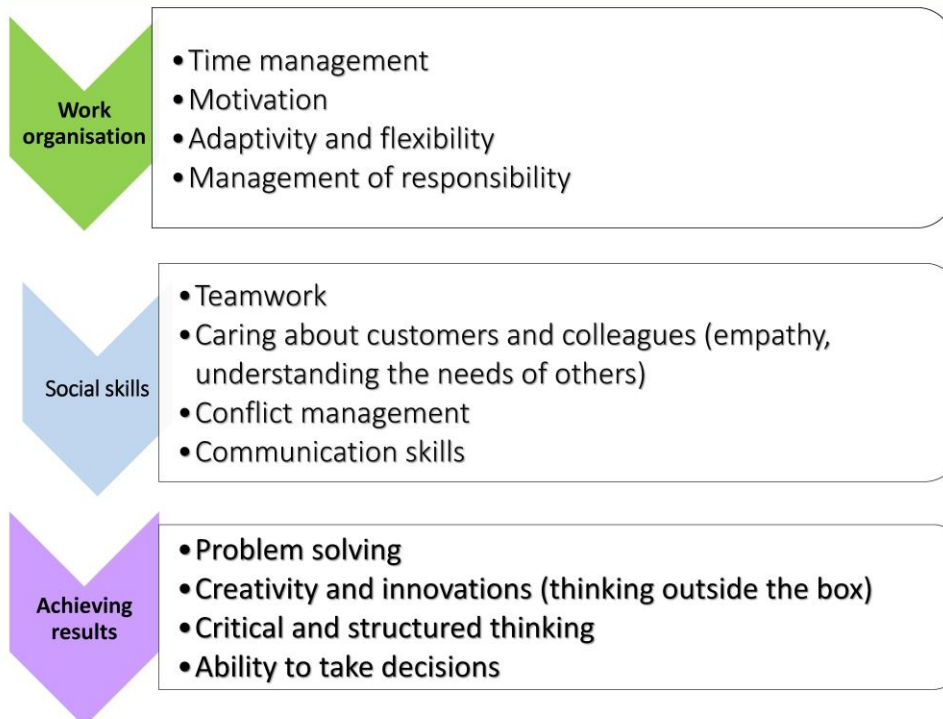 Work
organisation
•Time management
•Motivation
•Adaptivity and flexibility
•Management of responsibility
Social skills
•Teamwork
•Caring about customers and colleagues (empathy,
understanding the needs of others)
•Conflict management
•Communication skills
Achieving
results
•Problem solving
•Creativity and innovations (thinking outside the box)
•Critical and structured thinking
•Ability to take decisions